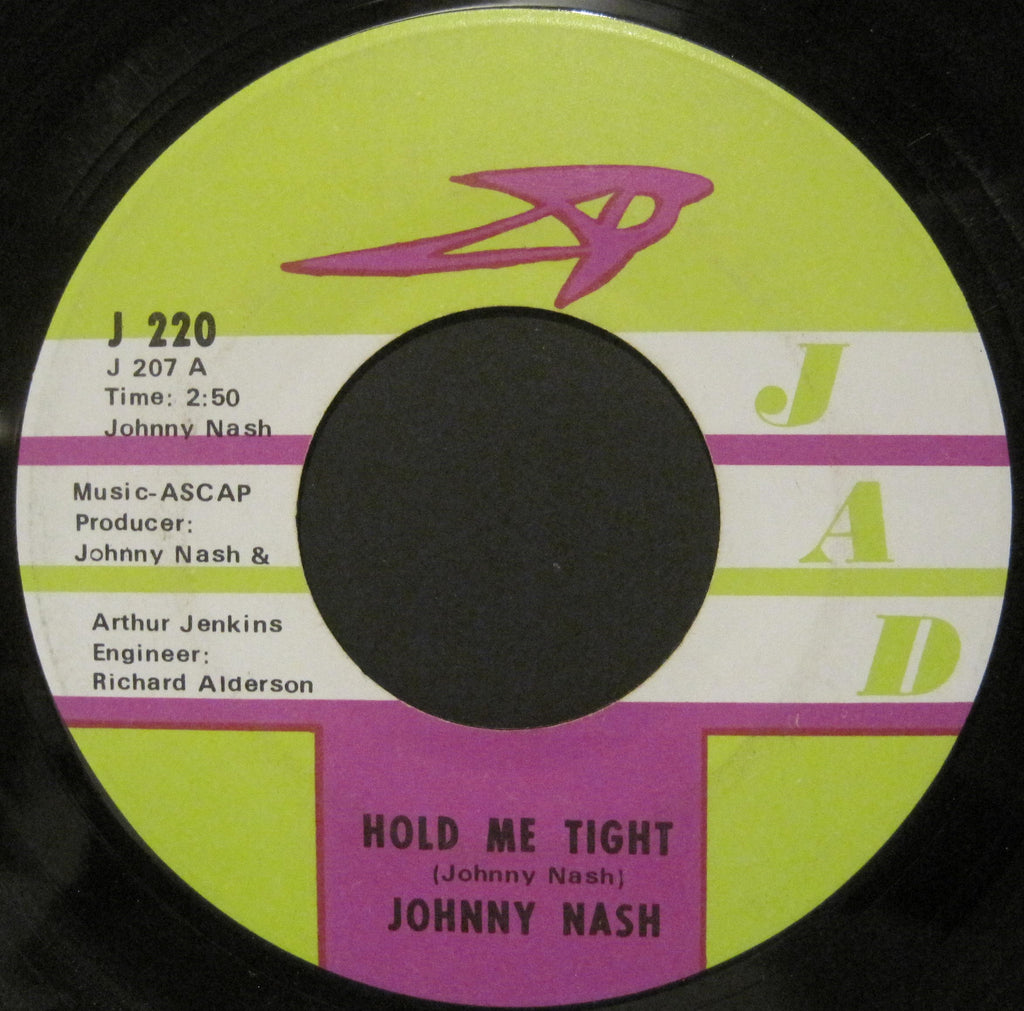 J 220
J 207 A
Time: 2:50
Johnny Nash
Music-ASCAP
Producer:
Johnny Nash &
Arthur Jenkins
Engineer:
Richard Alderson
J
A
D
HOLD ME TIGHT
(Johnny Nash)
JOHNNY NASH